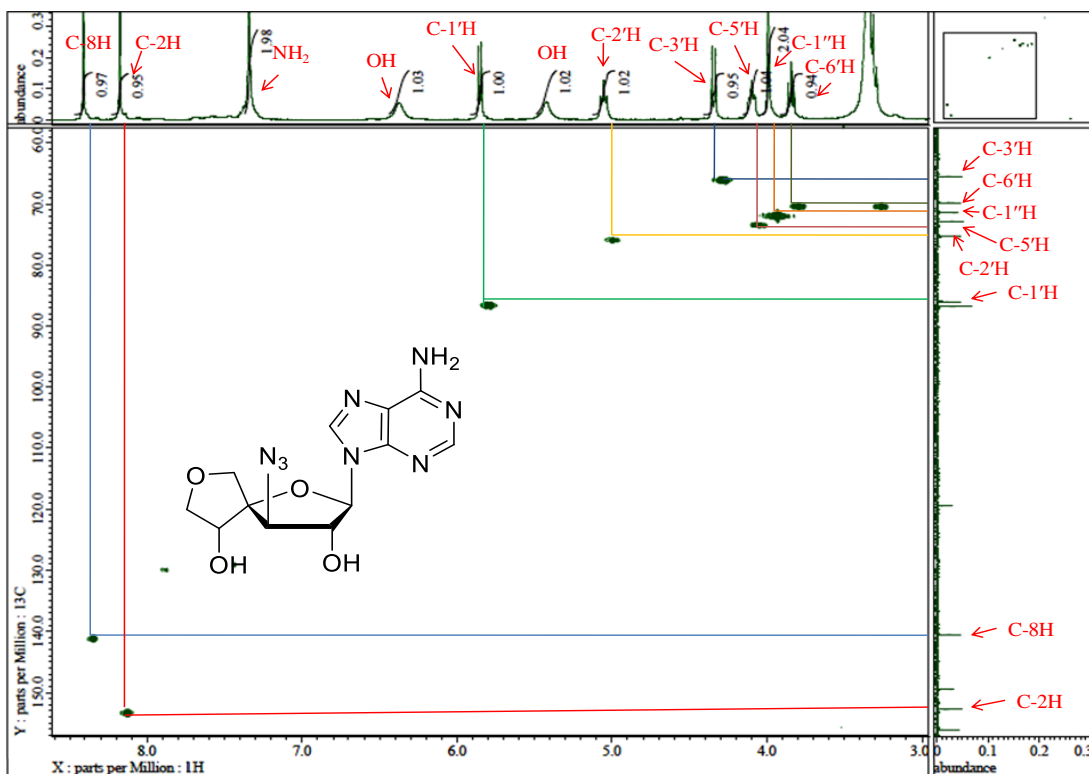 abundance
0 0.1 0.2 0.3
C-8H
C-2H
NH₂
OH
C-1′H
OH
C-2′H
C-3′H
C-5′H
C-1″H
C-6′H
0.97
0.95
1.98
1.03
1.00
1.02
1.02
0.95
1.04
2.04
0.94
Y : parts per Million : 13C
60.0
70.0
80.0
90.0
100.0
110.0
120.0
130.0
140.0
150.0
NH₂
N
N
N
N
N₃
O
O
OH
OH
8.0 7.0 6.0 5.0 4.0 3.0
X : parts per Million : 1H
C-3′H
C-6′H
C-1″H
C-5′H
C-2′H
C-1′H
C-8H
C-2H
0 0.1 0.2 0.3
abundance